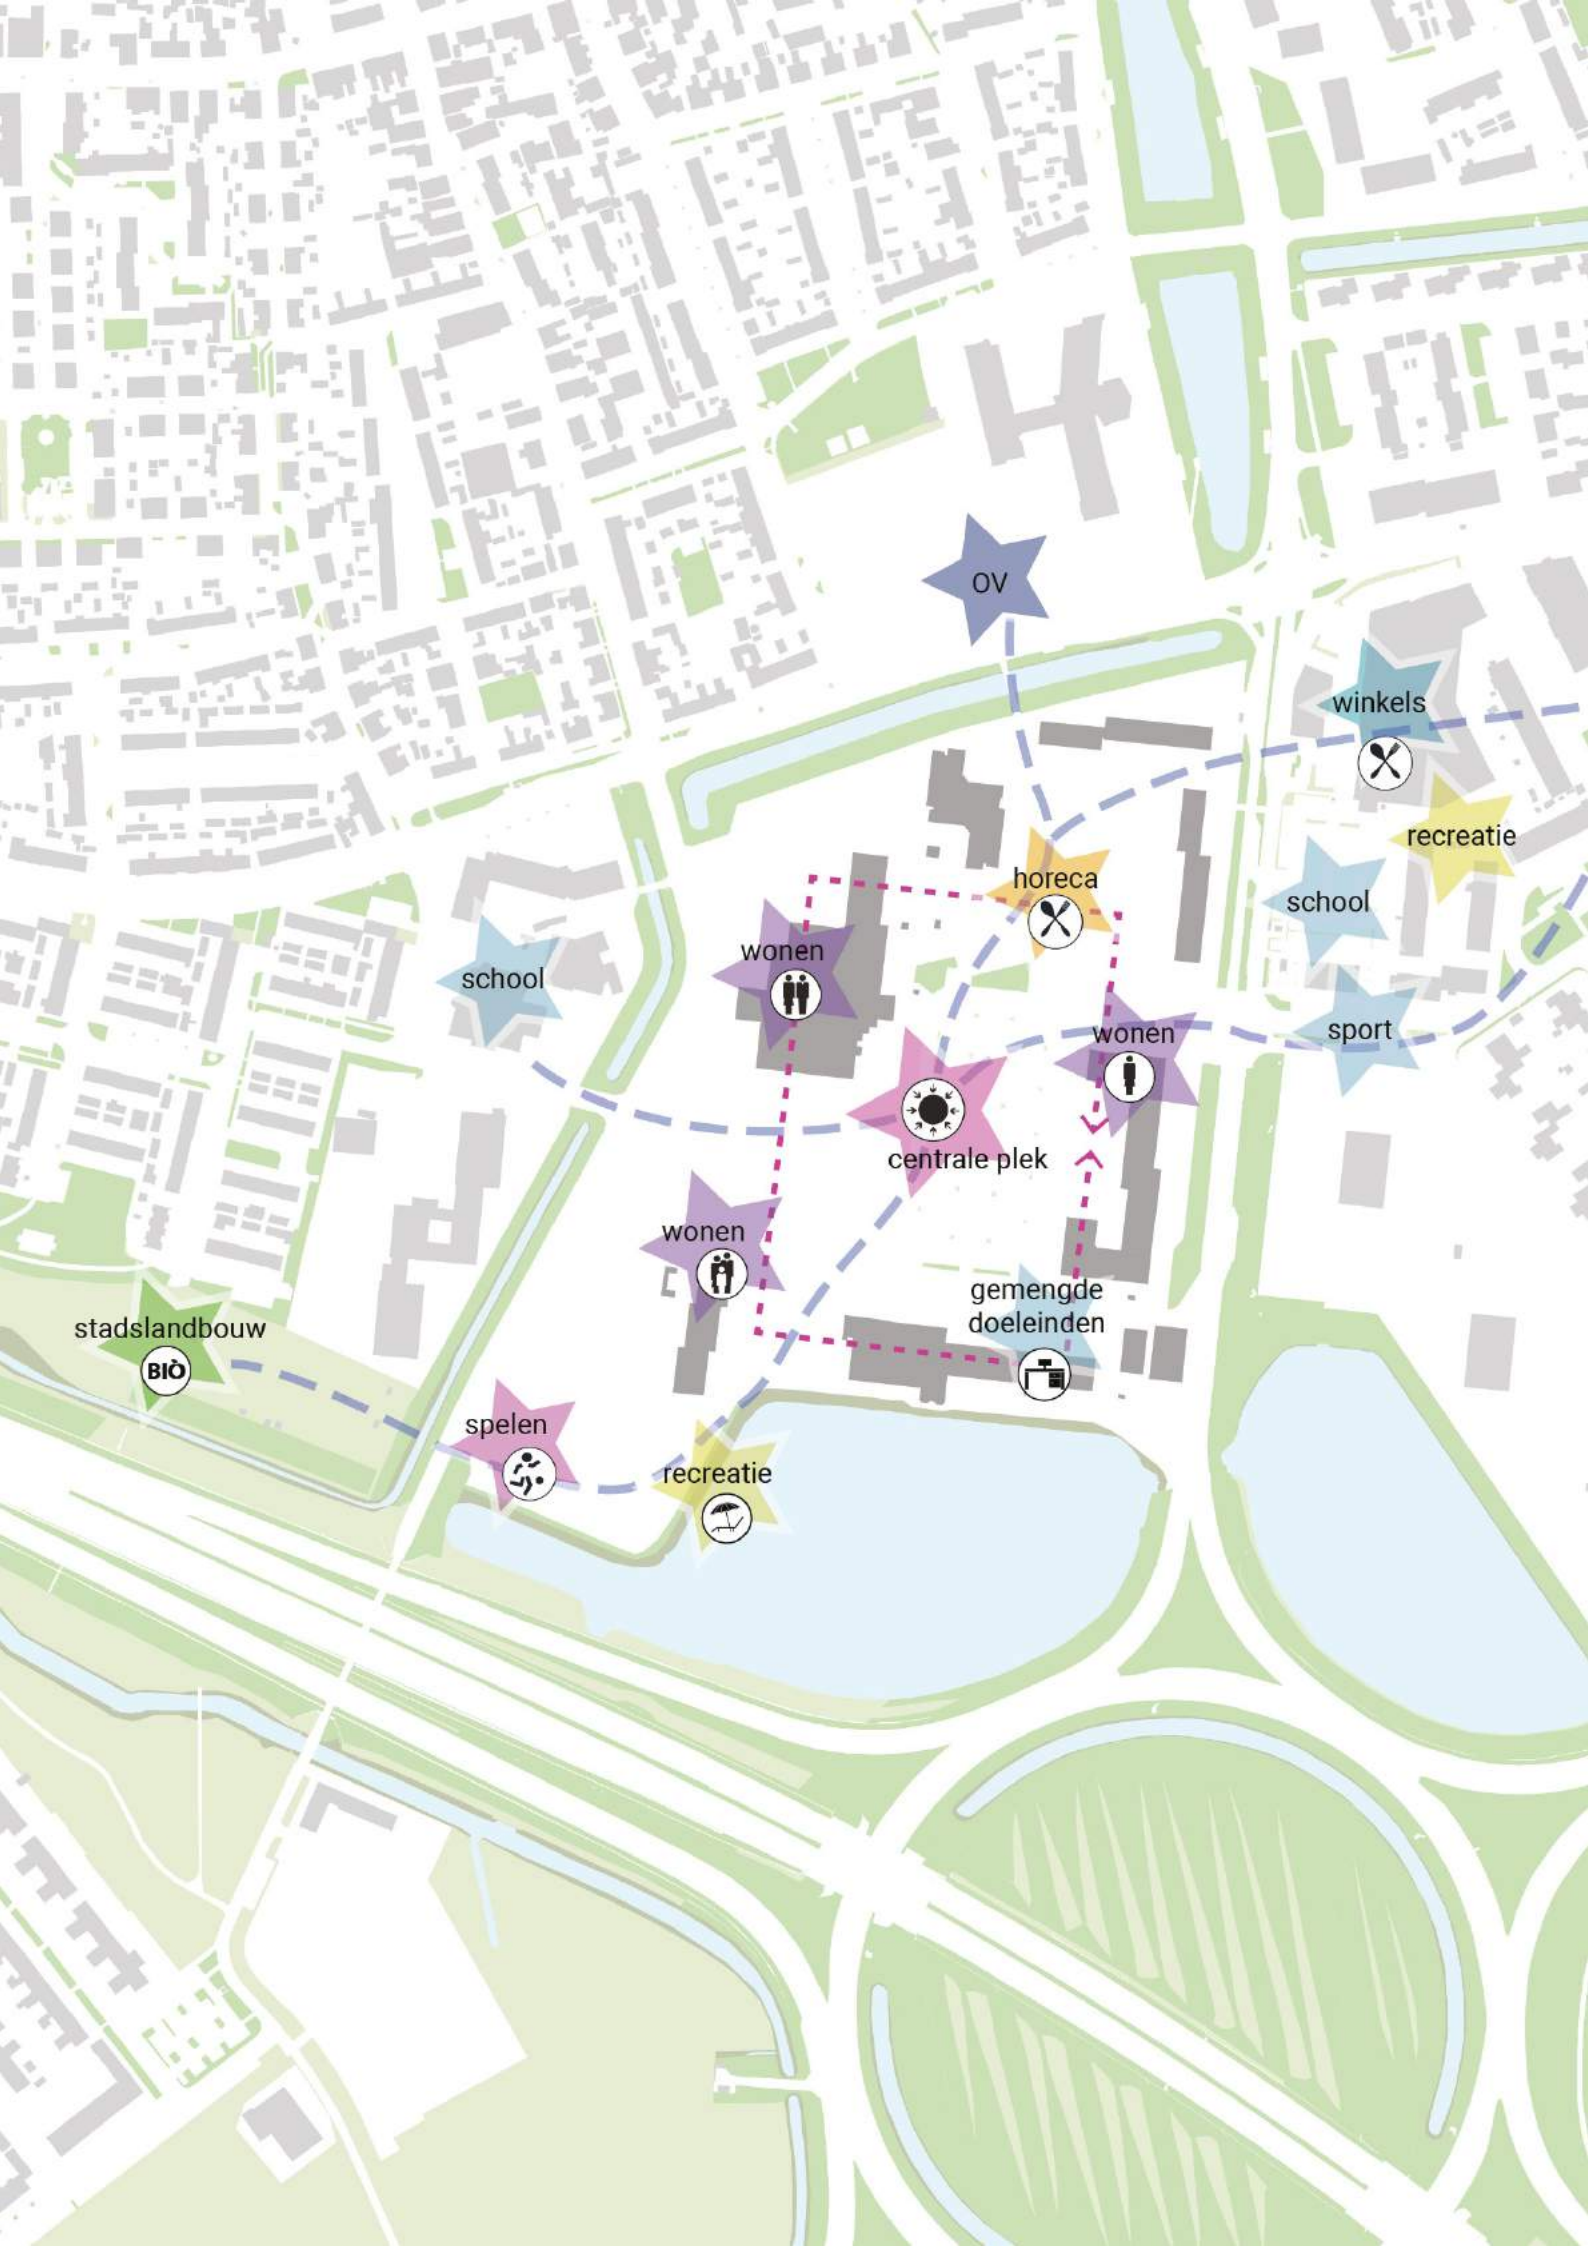 OV
winkels
recreatie
horeca
school
wonen
school
sport
wonen
centrale plek
wonen
gemengde
doeleinden
stadslandbouw
BIÒ
spelen
recreatie